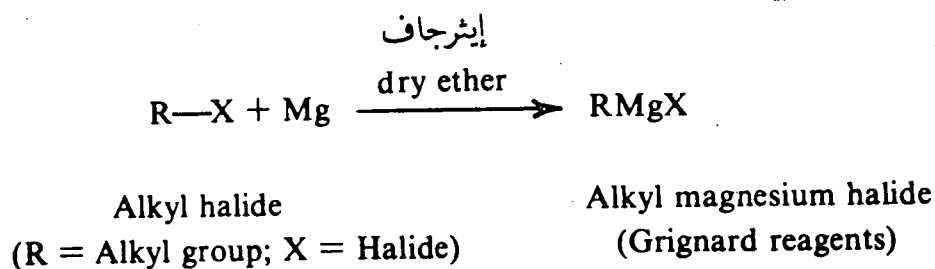 إيثرجاف
dry ether
R—X + Mg → RMgX
Alkyl halide
(R = Alkyl group; X = Halide)
Alkyl magnesium halide
(Grignard reagents)